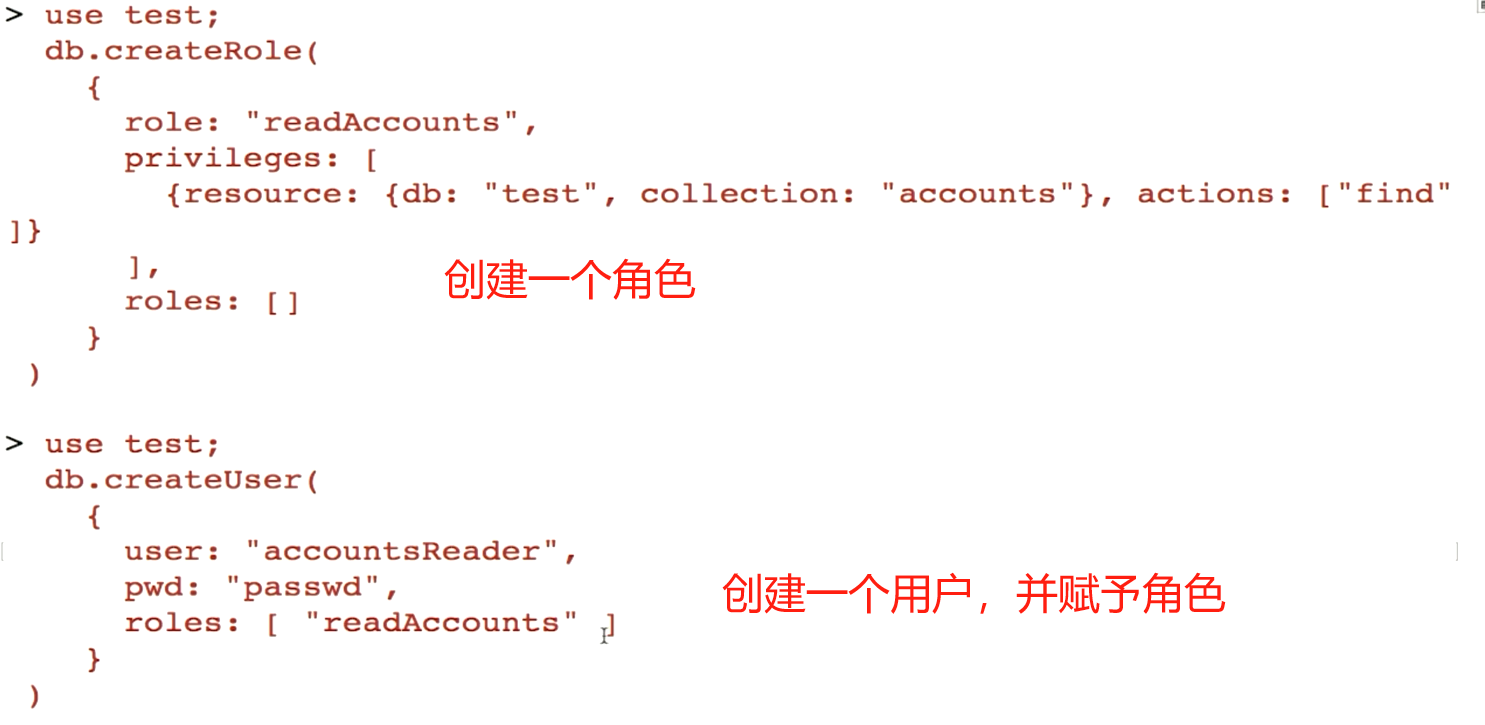 > use test;
db.createRole(
{
role: "readAccounts",
privileges: [
{resource: {db: "test", collection: "accounts"}, actions: ["find"
]}
],
创建一个角色
roles: []
}
)
> use test;
db.createUser(
{
user: "accountsReader",
pwd: "passwd",
创建一个用户，并赋予角色
roles: [ "readAccounts" ]
}
)